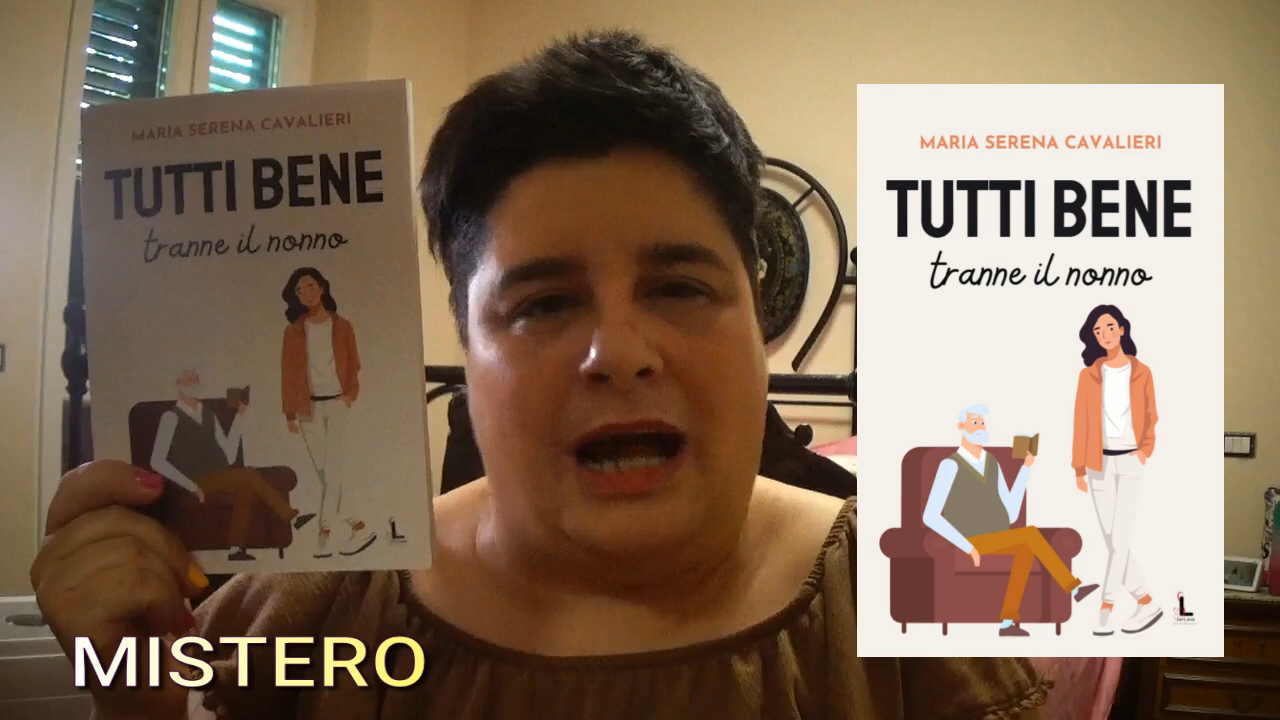 MARIA SERENA CAVALIERI
TUTTI BENE
tranne il nonno
L
MISTERO
MARIA SERENA CAVALIERI
TUTTI BENE
tranne il nonno
L